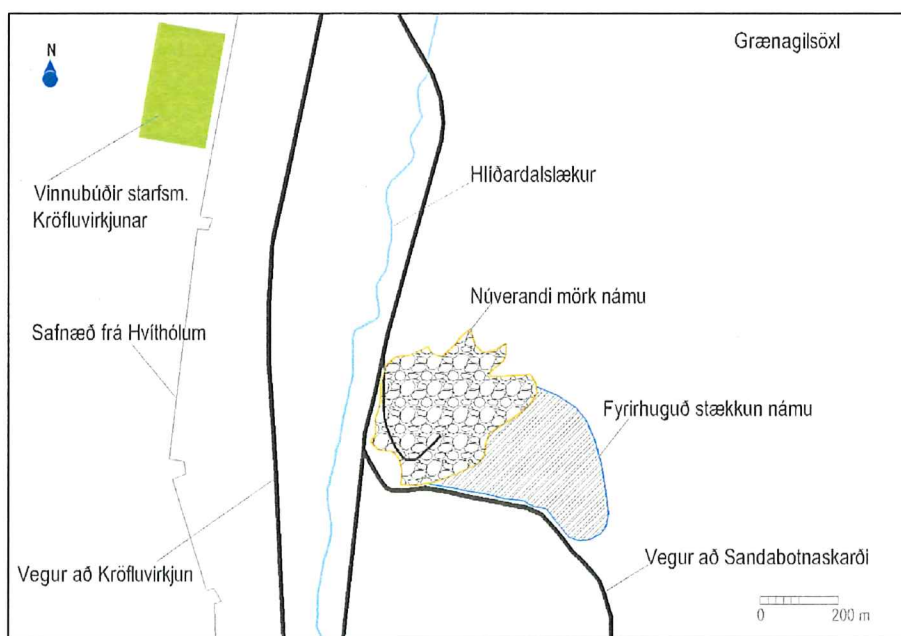 Grænagilsöxl
N
Vinnubúðir starfsm.
Kröfluvirkjunar
Hlíðardalslækur
Núverandi mörk námu
Safnæð frá Hvíthólum
Fyrirhuguð stækkun námu
Vegur að Kröfluvirkjun
Vegur að Sandabotnaskarði
0 200 m